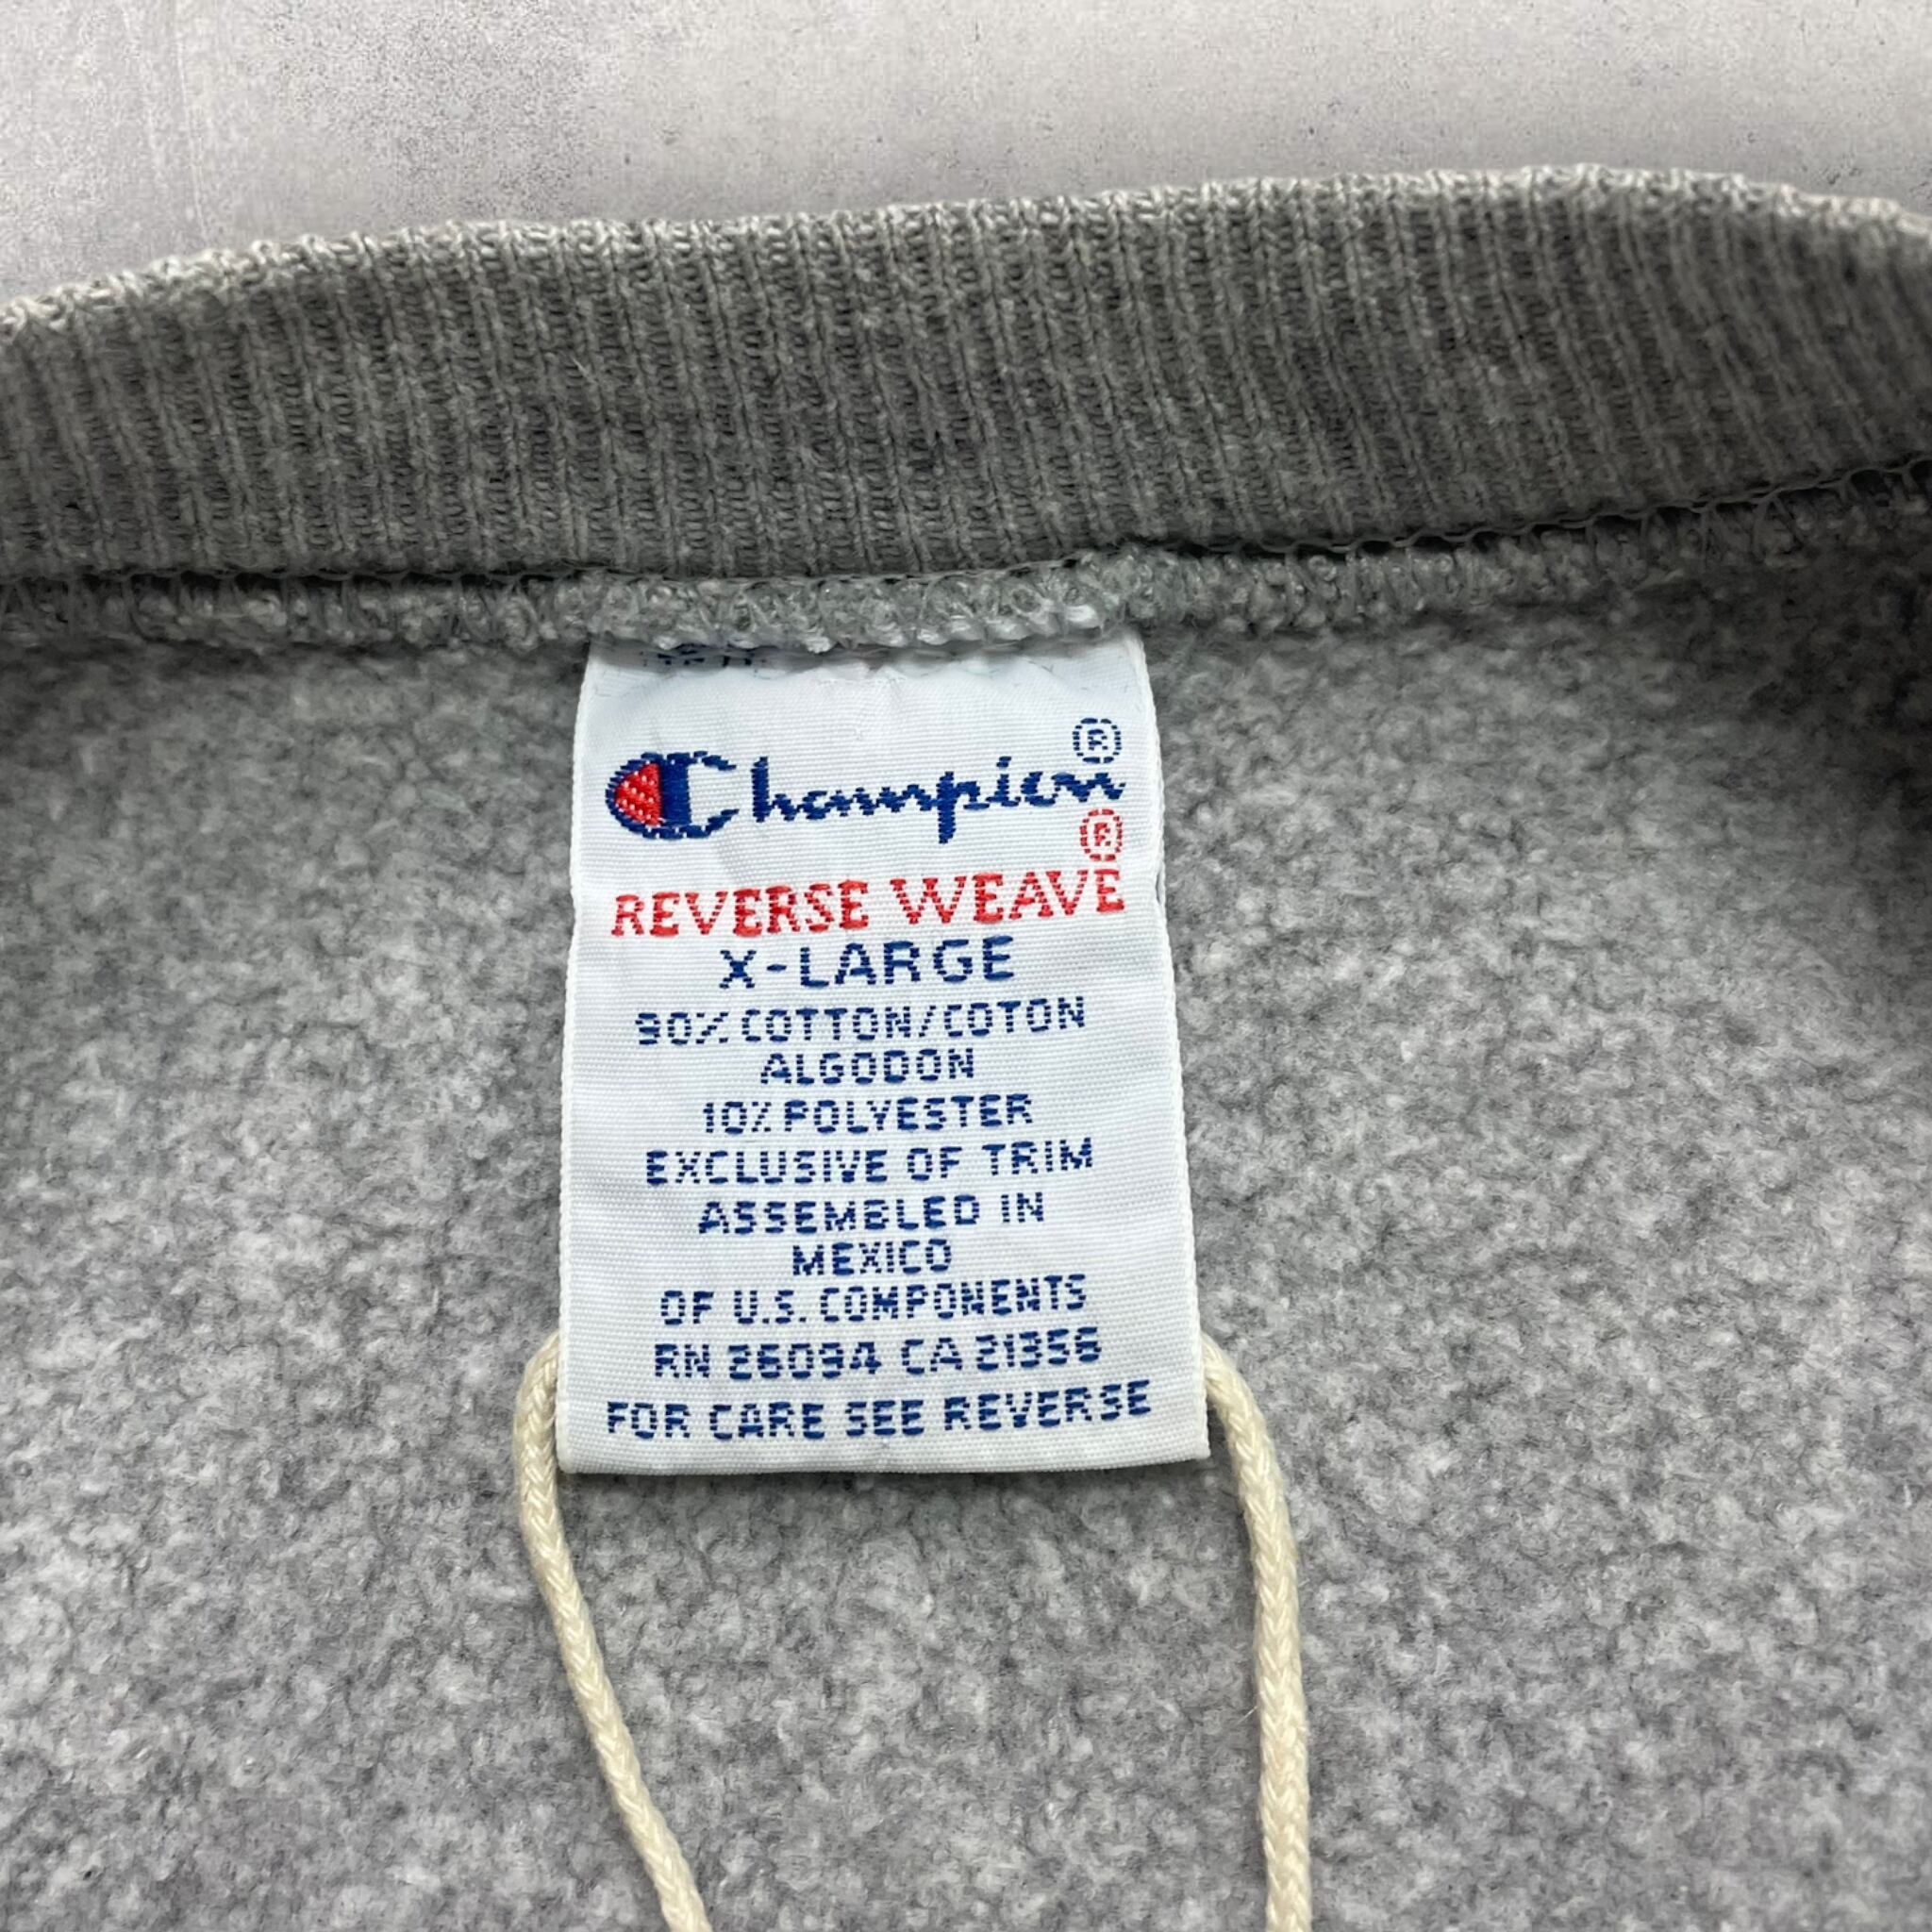 Champion®
REVERSE WEAVE®
X-LARGE
90% COTTON/COTON
ALGODON
10% POLYESTER
EXCLUSIVE OF TRIM
ASSEMBLED IN
MEXICO
OF U.S. COMPONENTS
RN 26094 CA 21356
FOR CARE SEE REVERSE